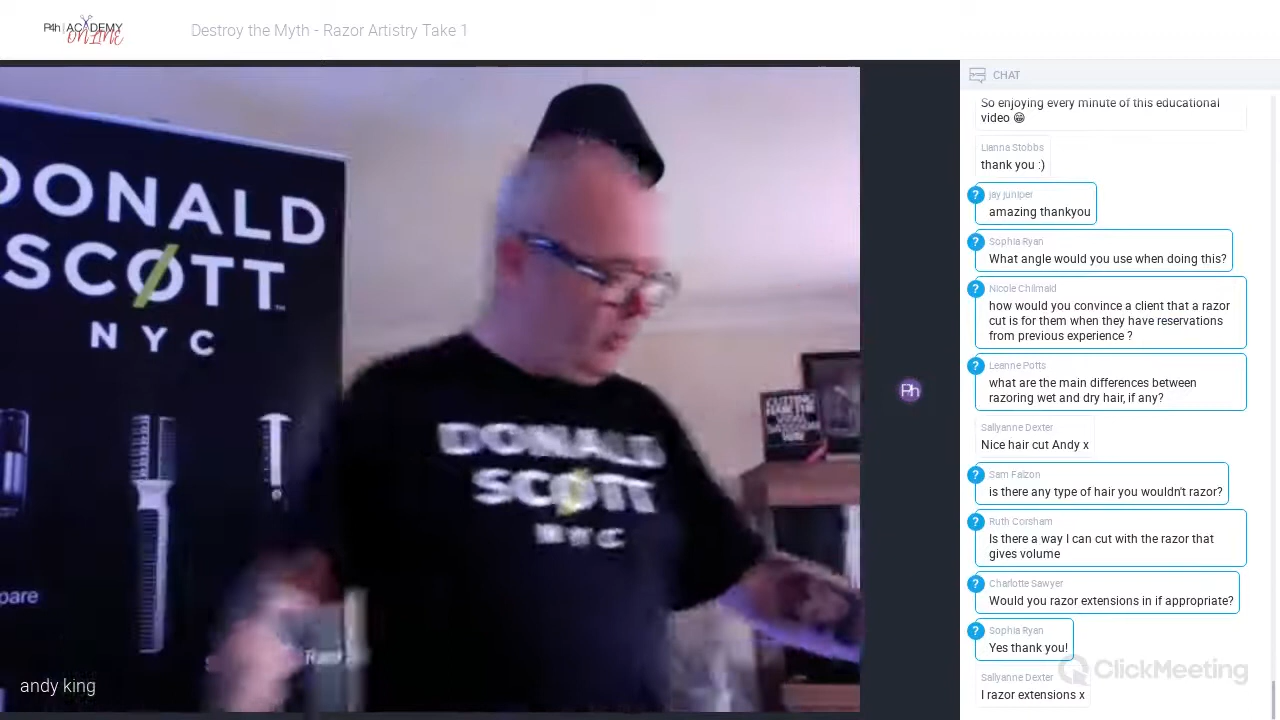 P4h ACADEMY
ONLINE
Destroy the Myth - Razor Artistry Take 1
DONALD
SCØTT
NYC
pare
DONALD
SCØTT
NYC
andy king
Ph
CHAT
So enjoying every minute of this educational
video 😁
Lianna Stobbs
thank you :)
? jay juniper
amazing thankyou
? Sophia Ryan
What angle would you use when doing this?
? Nicole Chilmaid
how would you convince a client that a razor
cut is for them when they have reservations
from previous experience ?
? Leanne Potts
what are the main differences between
razoring wet and dry hair, if any?
Sallyanne Dexter
Nice hair cut Andy x
? Sam Falzon
is there any type of hair you wouldn't razor?
? Ruth Corsham
Is there a way I can cut with the razor that
gives volume
? Charlotte Sawyer
Would you razor extensions in if appropriate?
? Sophia Ryan
Yes thank you!
ClickMeeting
Sallyanne Dexter
I razor extensions x